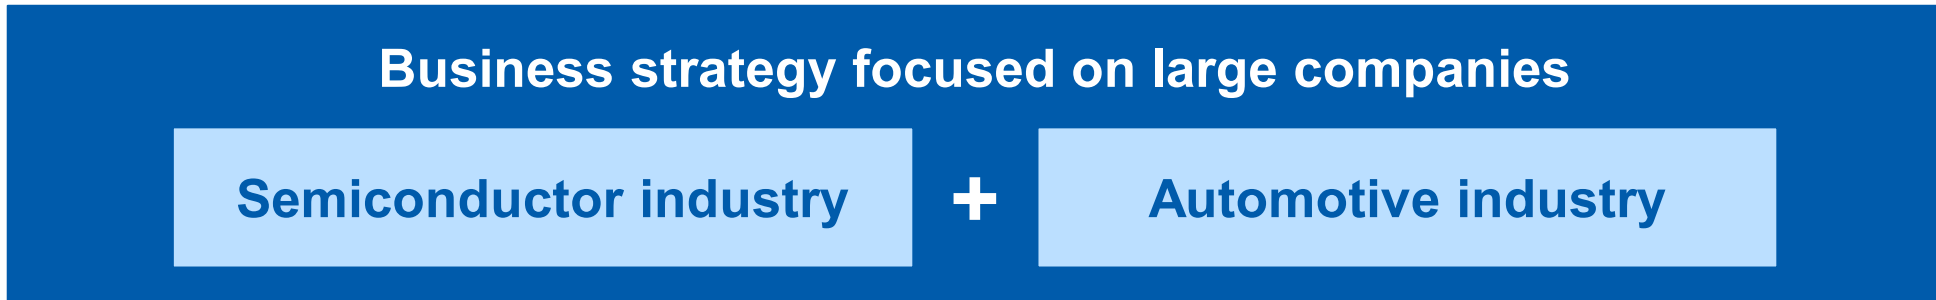 Business strategy focused on large companies
Semiconductor industry + Automotive industry